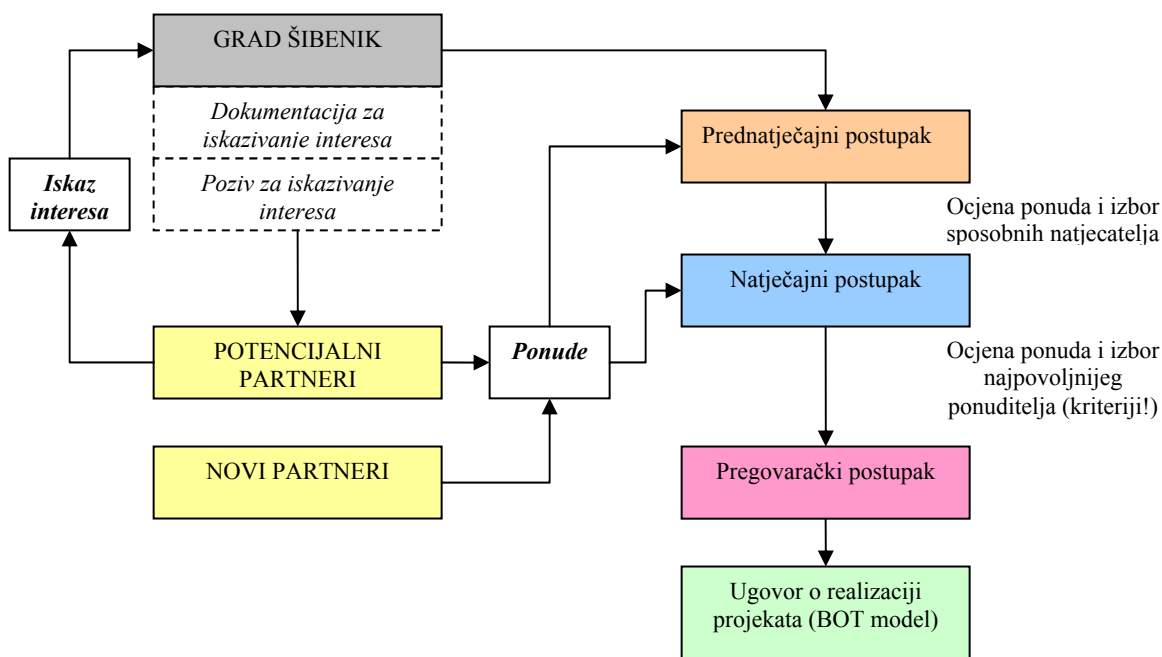 GRAD ŠIBENIK
Dokumentacija za
iskazivanje interesa
Poziv za iskazivanje
interesa
Iskaz
interesa
POTENCIJALNI
PARTNERI
NOVI PARTNERI
Ponude
Prednatječajni postupak
Ocjena ponuda i izbor
sposobnih natjecatelja
Natječajni postupak
Ocjena ponuda i izbor
najpovoljnijeg
ponuditelja (kriteriji!)
Pregovarački postupak
Ugovor o realizaciji
projekata (BOT model)